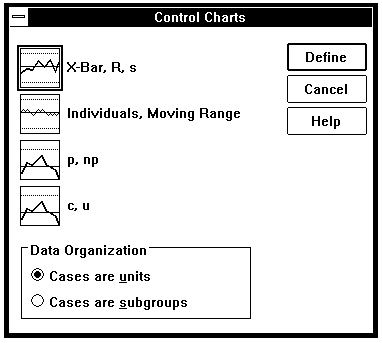 Control Charts
X-Bar, R, s
Define
Cancel
Individuals, Moving Range
Help
p, np
c, u
Data Organization
Cases are units
Cases are subgroups